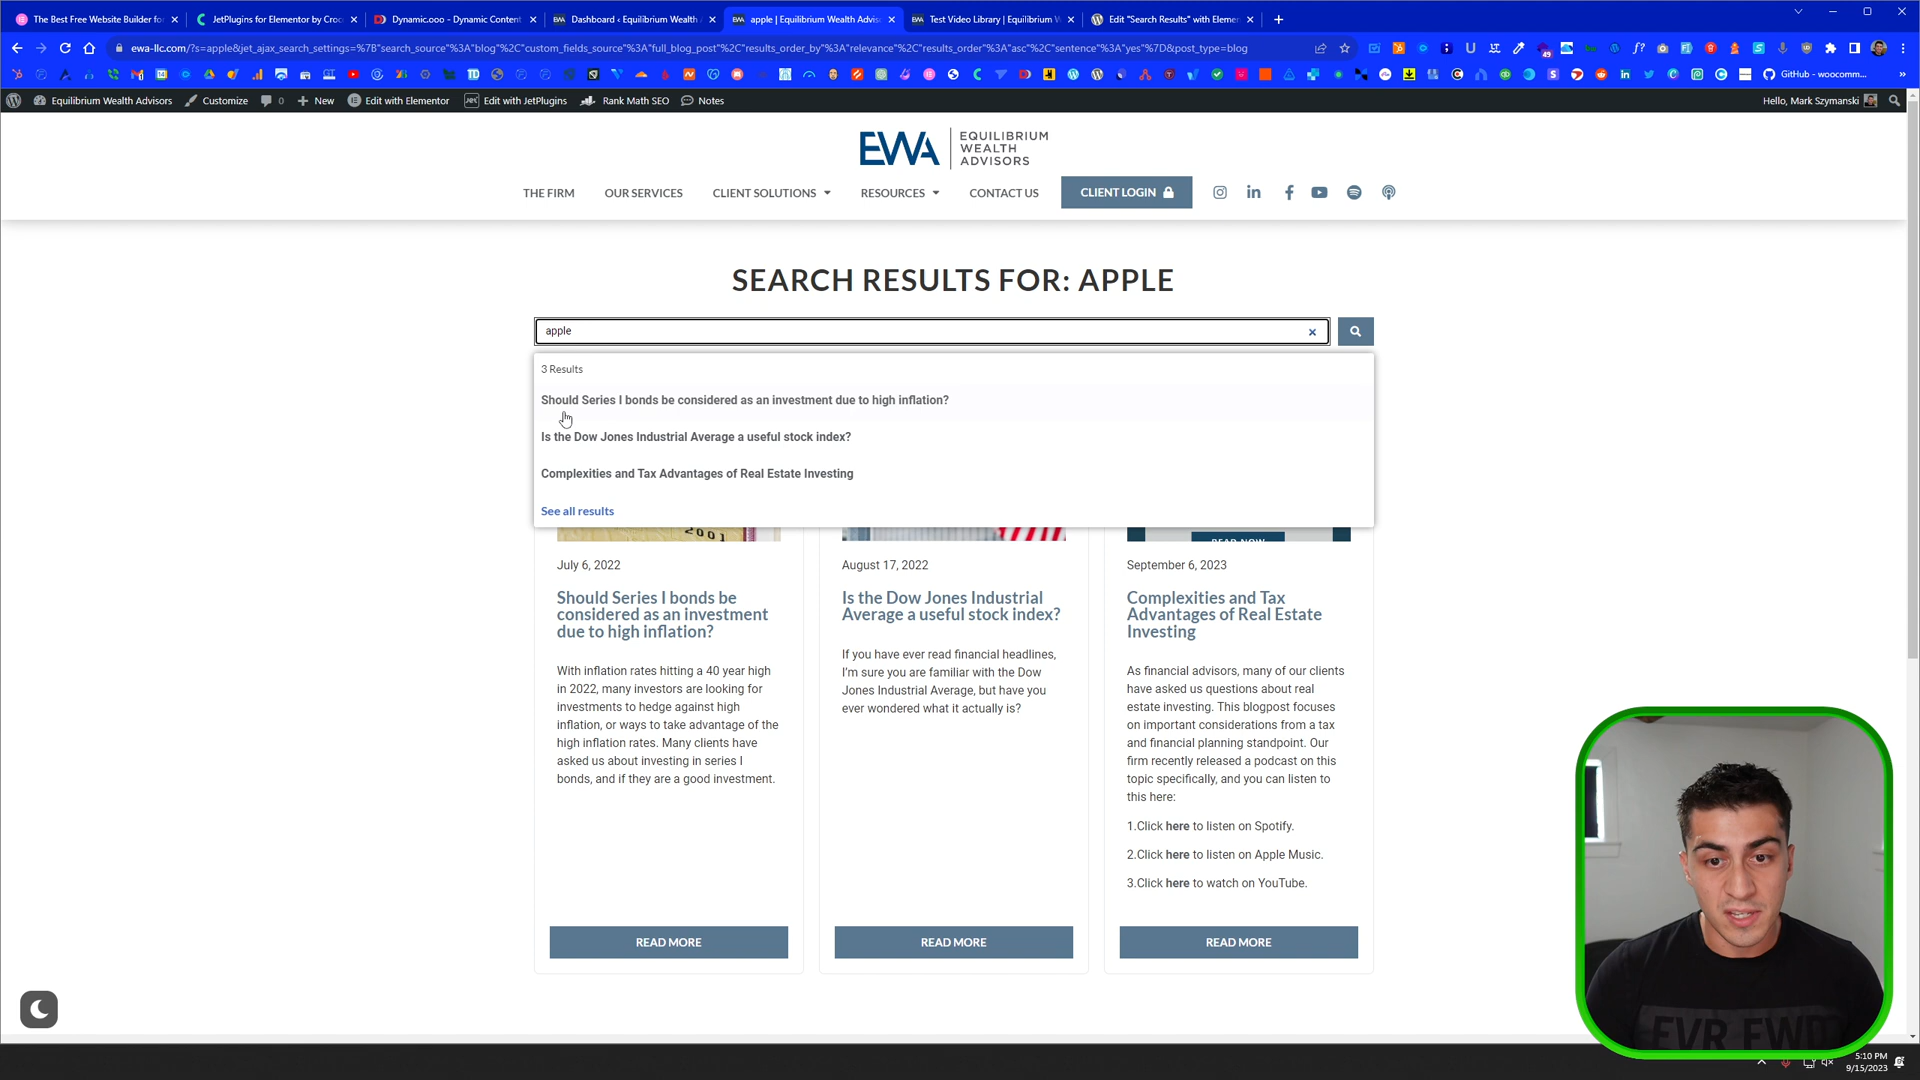 The Best Free Website Builder for
JetPlugins for Elementor by Croc
Dynamic.ooo - Dynamic Content
Dashboard ‹ Equilibrium Wealth A
apple | Equilibrium Wealth Adviso
Test Video Library | Equilibrium W
Edit "Search Results" with Elemen
ewa-llc.com/?s=apple&jet_ajax_search_settings=%7B"search_source"%3A"blog"%2C"custom_fields_source"%3A"full_blog_post"%2C"results_order_by"%3A"relevance"%2C"results_order"%3A"asc"%2C"sentence"%3A"yes"%7D&post_type=blog
GitHub - woocomm...
Equilibrium Wealth Advisors
Customize
0
New
Edit with Elementor
Edit with JetPlugins
Rank Math SEO
Notes
Hello, Mark Szymanski
EWA
EQUILIBRIUM
WEALTH
ADVISORS
THE FIRM
OUR SERVICES
CLIENT SOLUTIONS
RESOURCES
CONTACT US
CLIENT LOGIN
SEARCH RESULTS FOR: APPLE
apple
3 Results
Should Series I bonds be considered as an investment due to high inflation?
Is the Dow Jones Industrial Average a useful stock index?
Complexities and Tax Advantages of Real Estate Investing
See all results
2001
READ NOW
July 6, 2022
Should Series I bonds be
considered as an investment
due to high inflation?
With inflation rates hitting a 40 year high
in 2022, many investors are looking for
investments to hedge against high
inflation, or ways to take advantage of the
high inflation rates. Many clients have
asked us about investing in series I
bonds, and if they are a good investment.
READ MORE
August 17, 2022
Is the Dow Jones Industrial
Average a useful stock index?
If you have ever read financial headlines,
I'm sure you are familiar with the Dow
Jones Industrial Average, but have you
ever wondered what it actually is?
READ MORE
September 6, 2023
Complexities and Tax
Advantages of Real Estate
Investing
As financial advisors, many of our clients
have asked us questions about real
estate investing. This blogpost focuses
on important considerations from a tax
and financial planning standpoint. Our
firm recently released a podcast on this
topic specifically, and you can listen to
this here:
1.Click here to listen on Spotify.
2.Click here to listen on Apple Music.
3.Click here to watch on YouTube.
READ MORE
EVR FWD
5:10 PM
9/15/2023